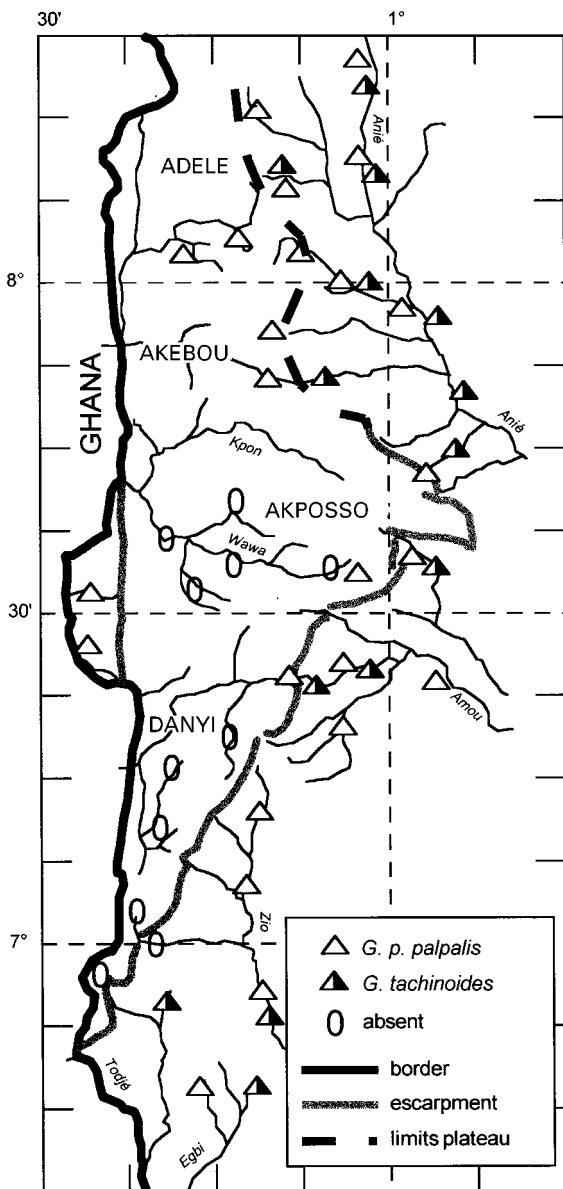 30'
1°
Anié
ADELE
8°
GHANA
AKEBOU
Anié
Kpon
AKPOSSO
Wawa
30'
DANYI
Amou
Zio
7°
Todjé
Egbi
G. p. palpalis
G. tachinoides
absent
border
escarpment
limits plateau